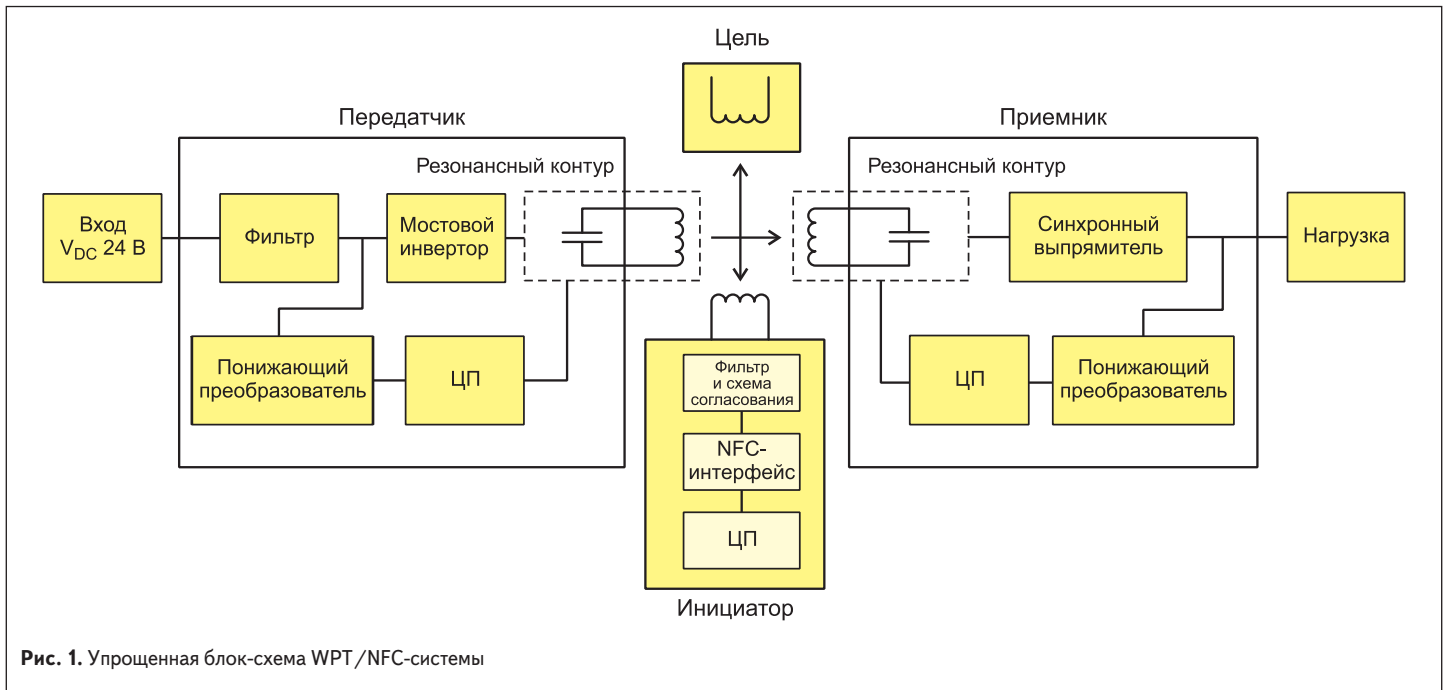 Цель
Передатчик
Приемник
Резонансный контур
Резонансный контур
Вход
V_DC 24 В
Фильтр
Мостовой
инвертор
Синхронный
выпрямитель
Нагрузка
Понижающий
преобразователь
ЦП
Фильтр
и схема
согласования
NFC-
интерфейс
ЦП
ЦП
Понижающий
преобразователь
Инициатор
Рис. 1. Упрощенная блок-схема WPT/NFC-системы